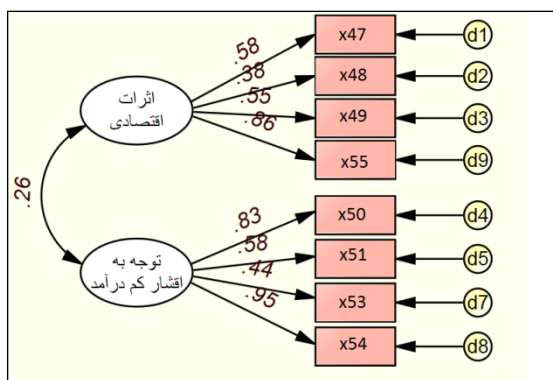 .58
x47
d1
.38
x48
d2
اثرات
اقتصادی
.55
x49
d3
.86
x55
d9
.26
.83
x50
d4
.58
x51
d5
توجه به
اقشار کم درآمد
.44
x53
d7
.95
x54
d8